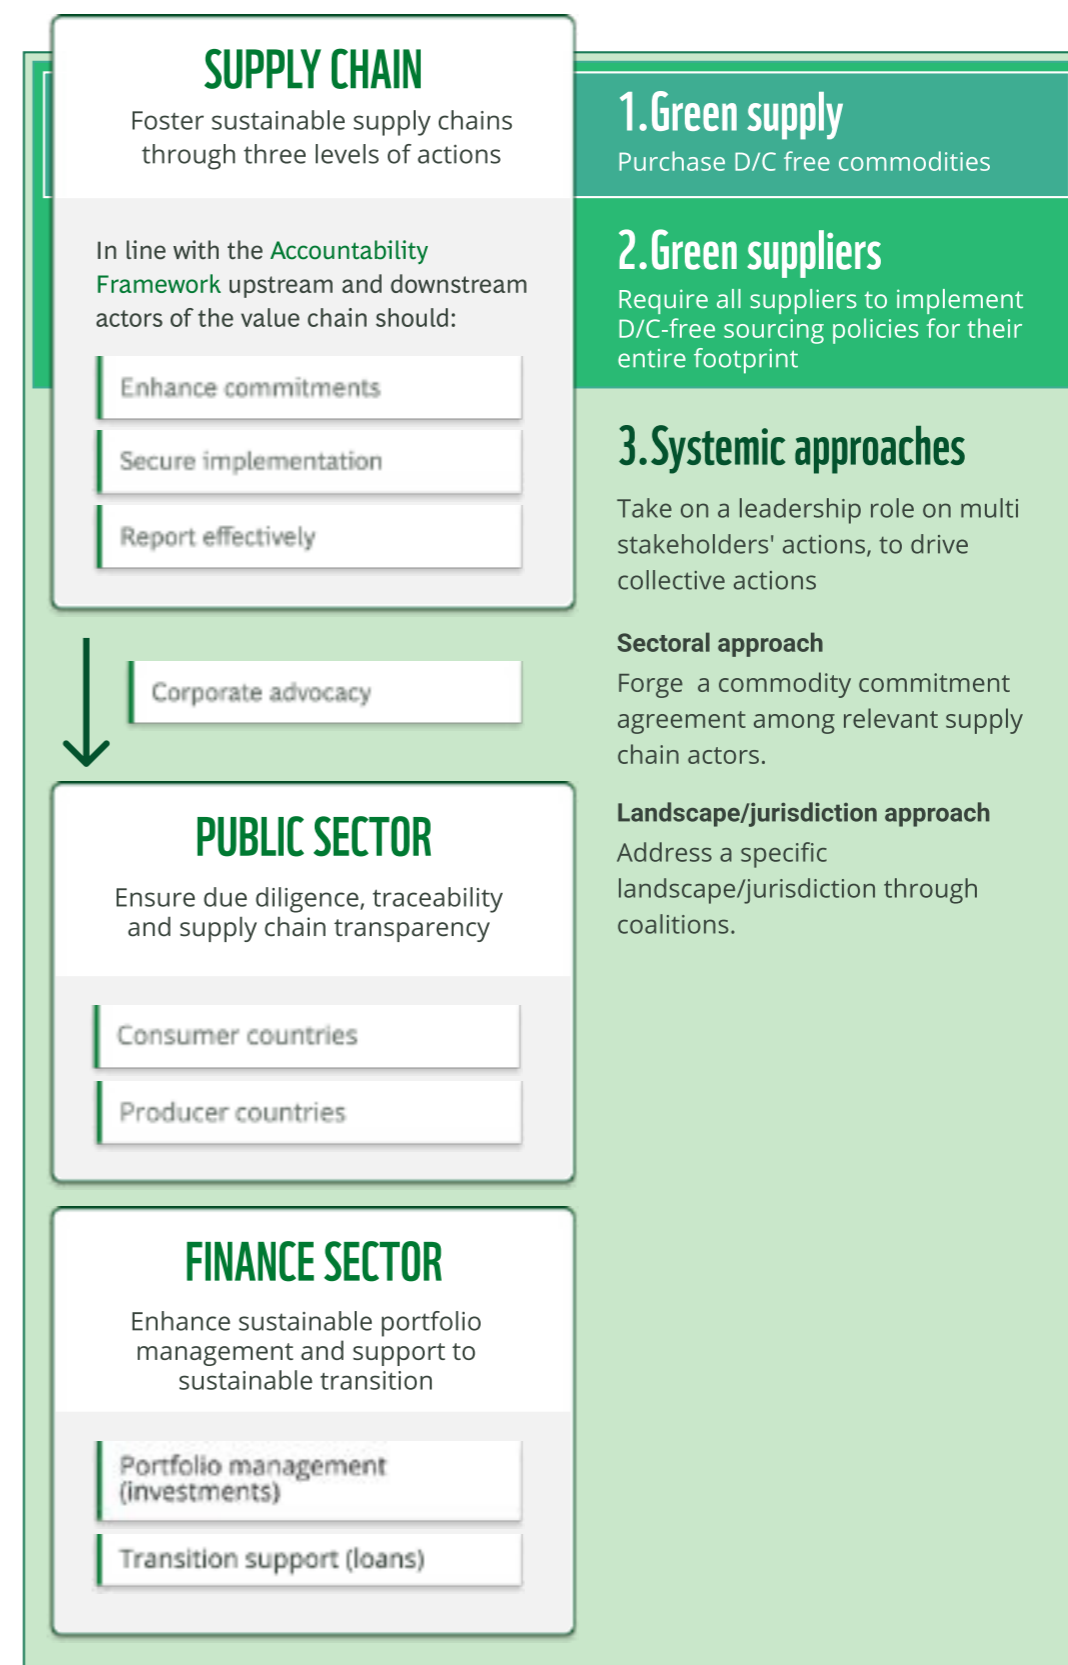 SUPPLY CHAIN
Foster sustainable supply chains
through three levels of actions
In line with the Accountability
Framework upstream and downstream
actors of the value chain should:
Enhance commitments
Secure implementation
Report effectively
Corporate advocacy
PUBLIC SECTOR
Ensure due diligence, traceability
and supply chain transparency
Consumer countries
Producer countries
FINANCE SECTOR
Enhance sustainable portfolio
management and support to
sustainable transition
Portfolio management
(investments)
Transition support (loans)
1.Green supply
Purchase D/C free commodities
2.Green suppliers
Require all suppliers to implement
D/C-free sourcing policies for their
entire footprint
3.Systemic approaches
Take on a leadership role on multi
stakeholders' actions, to drive
collective actions
Sectoral approach
Forge a commodity commitment
agreement among relevant supply
chain actors.
Landscape/jurisdiction approach
Address a specific
landscape/jurisdiction through
coalitions.